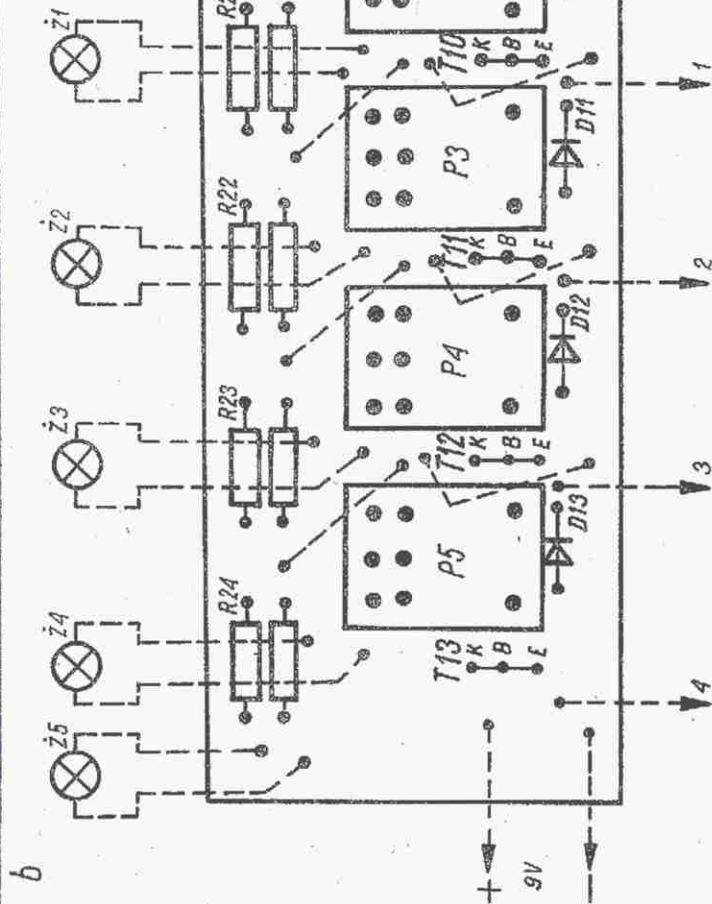 Ż1
Ż2
Ż3
Ż4
Ż5
R22
R23
R24
T10
K
B
E
P3
D11
1
T11
K
B
E
P4
D12
2
T12
K
B
E
P5
D13
3
T13
K
B
E
4
+
9V
−
b